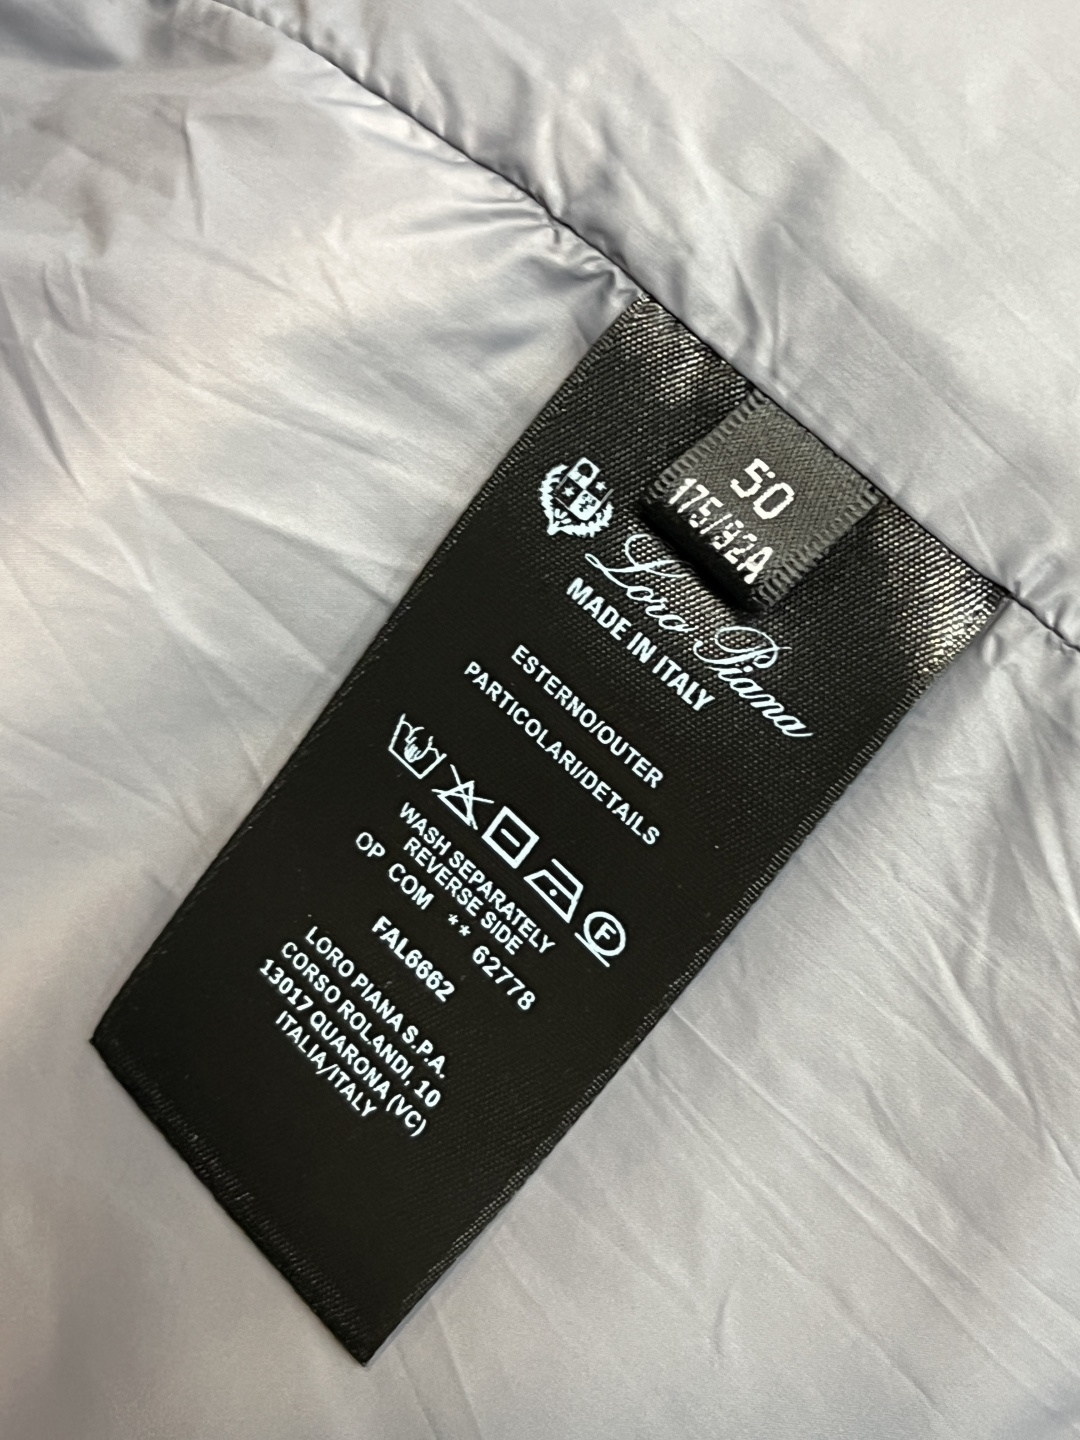 50
175/92A
Loro Piana
MADE IN ITALY
ESTERNO/OUTER
PARTICOLARI/DETAILS
F
WASH SEPARATELY
REVERSE SIDE
OP COM ** 62778
FAL6662
LORO PIANA S.P.A.
CORSO ROL4NDI, 10
13017 QUARONA (VC)
ITALIA/ITALY